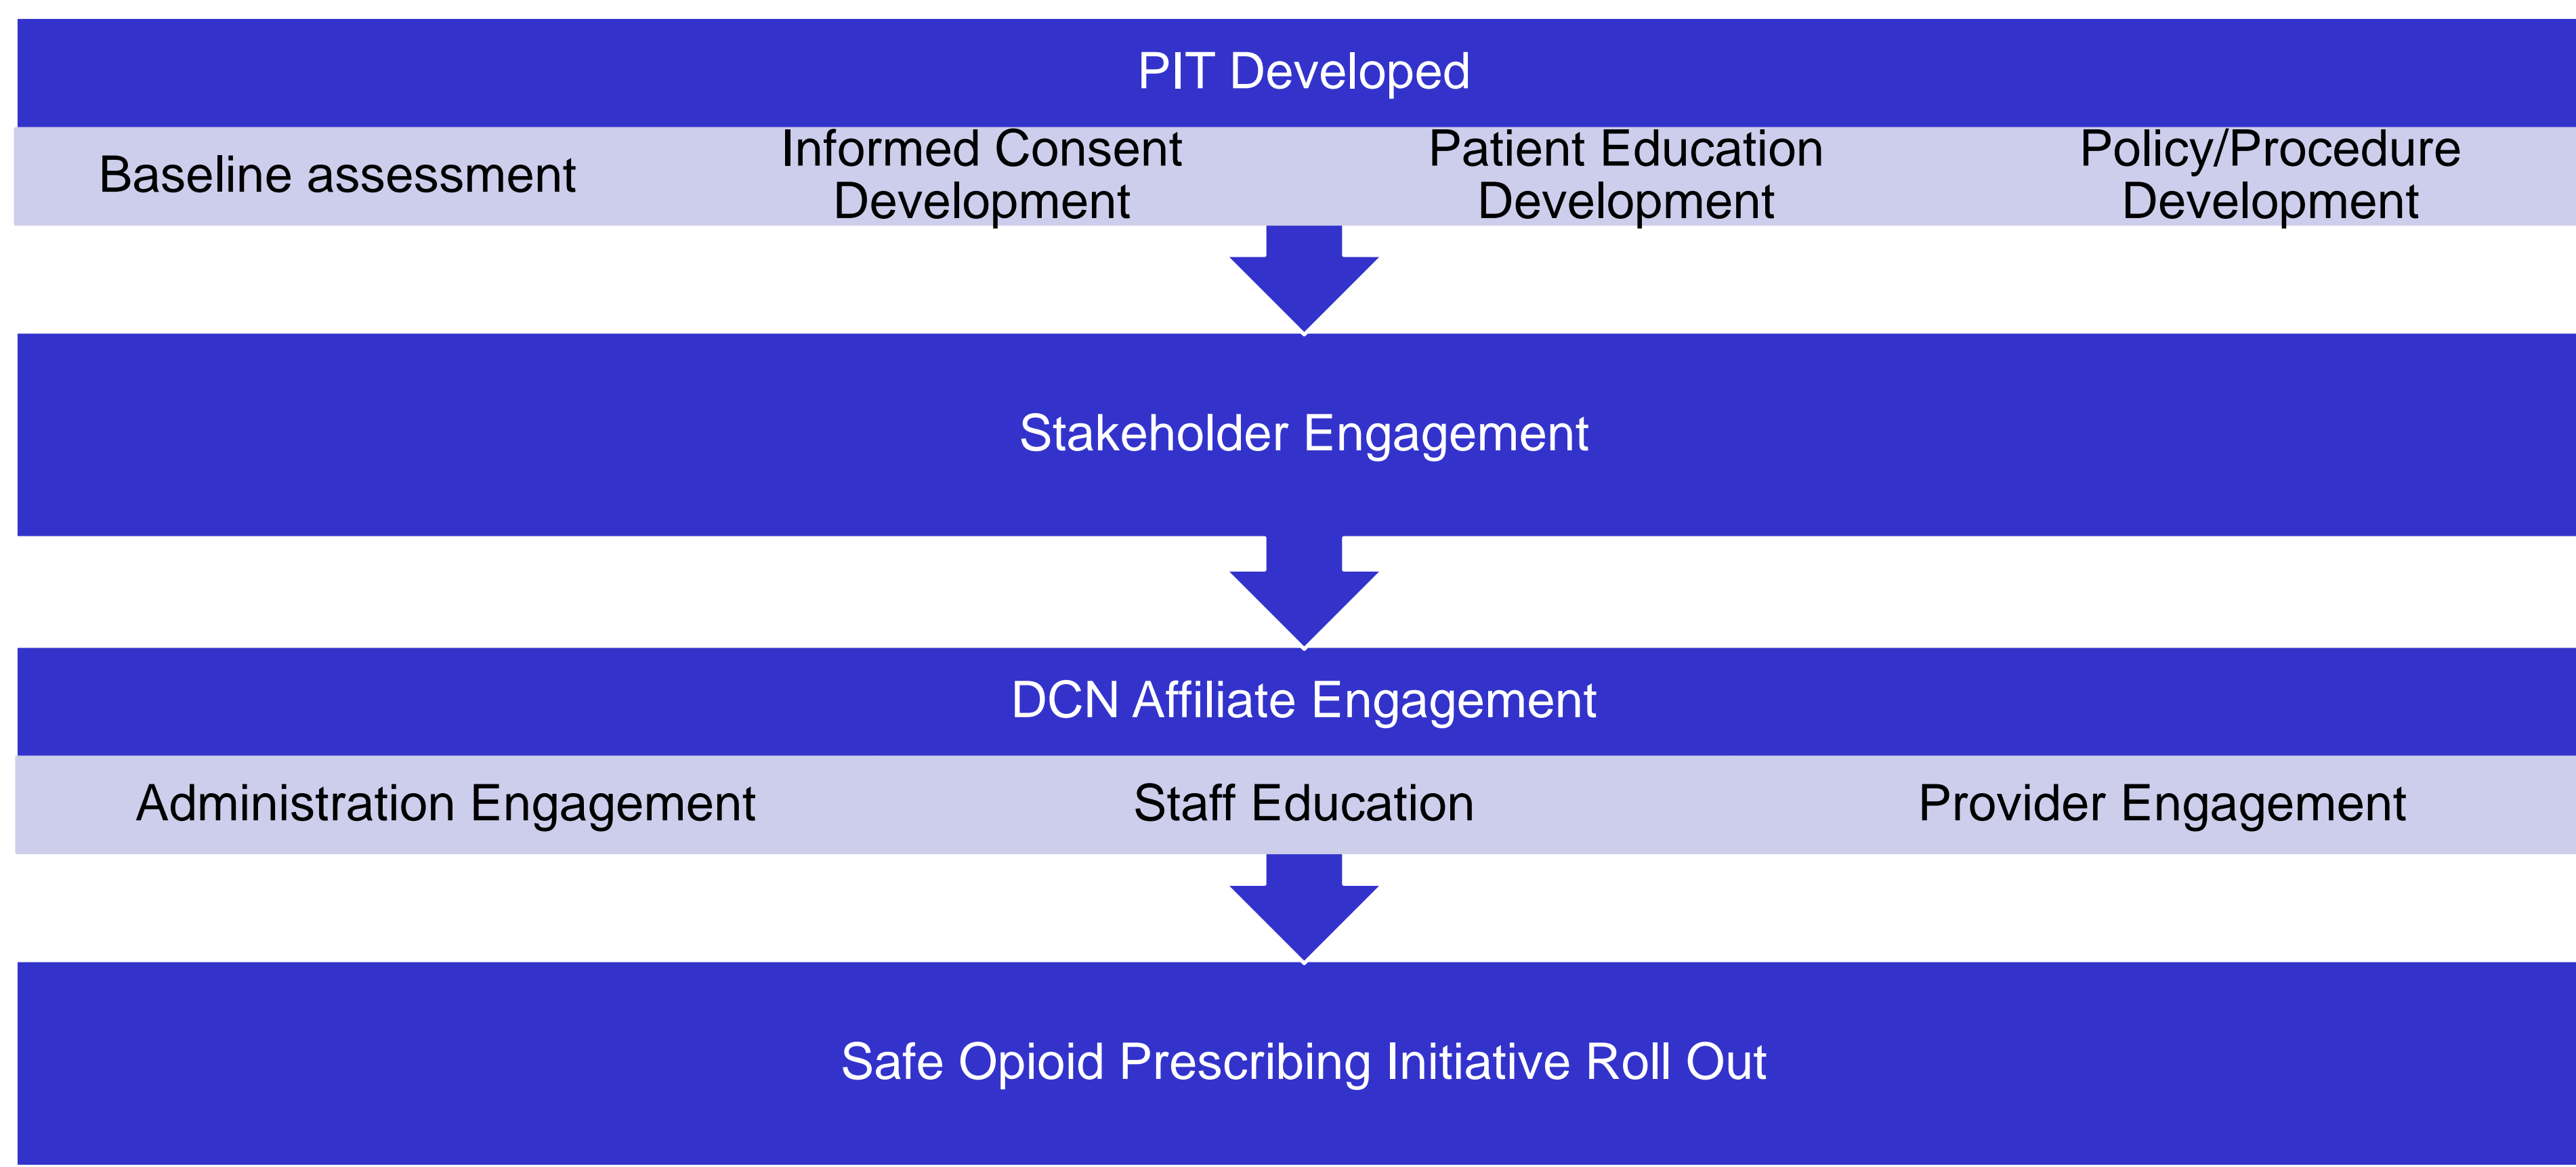 PIT Developed
Baseline assessment
Informed Consent
Development
Patient Education
Development
Policy/Procedure
Development
Stakeholder Engagement
DCN Affiliate Engagement
Administration Engagement
Staff Education
Provider Engagement
Safe Opioid Prescribing Initiative Roll Out